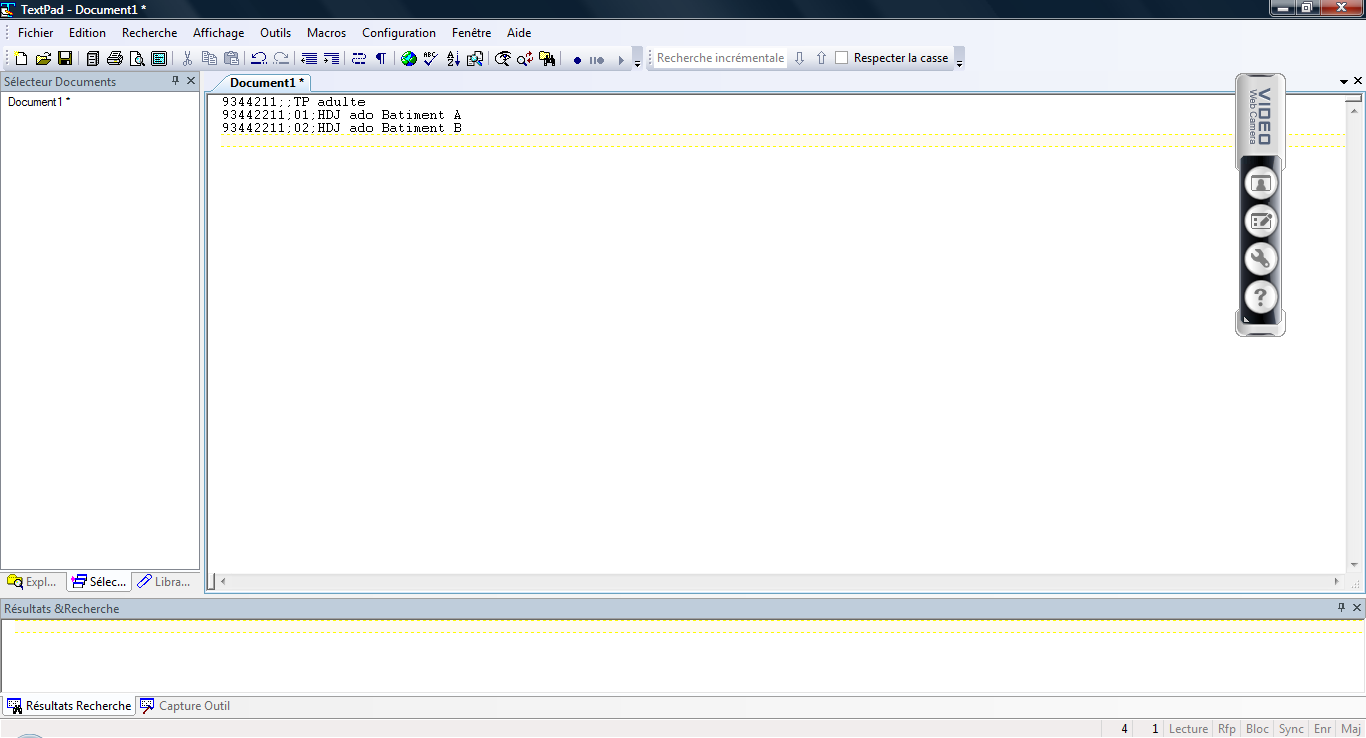 TextPad - Document1 *
Fichier Edition Recherche Affichage Outils Macros Configuration Fenêtre Aide
Recherche incrémentale Respecter la casse
Sélecteur Documents
Document1 *
Document1 *
9344211;;TP adulte
93442211;01;HDJ ado Batiment A
93442211;02;HDJ ado Batiment B
VIDEO
Web Camera
Expl... Sélec... Libra...
Résultats &Recherche
Résultats Recherche Capture Outil
4 1 Lecture Rfp Bloc Sync Enr Maj